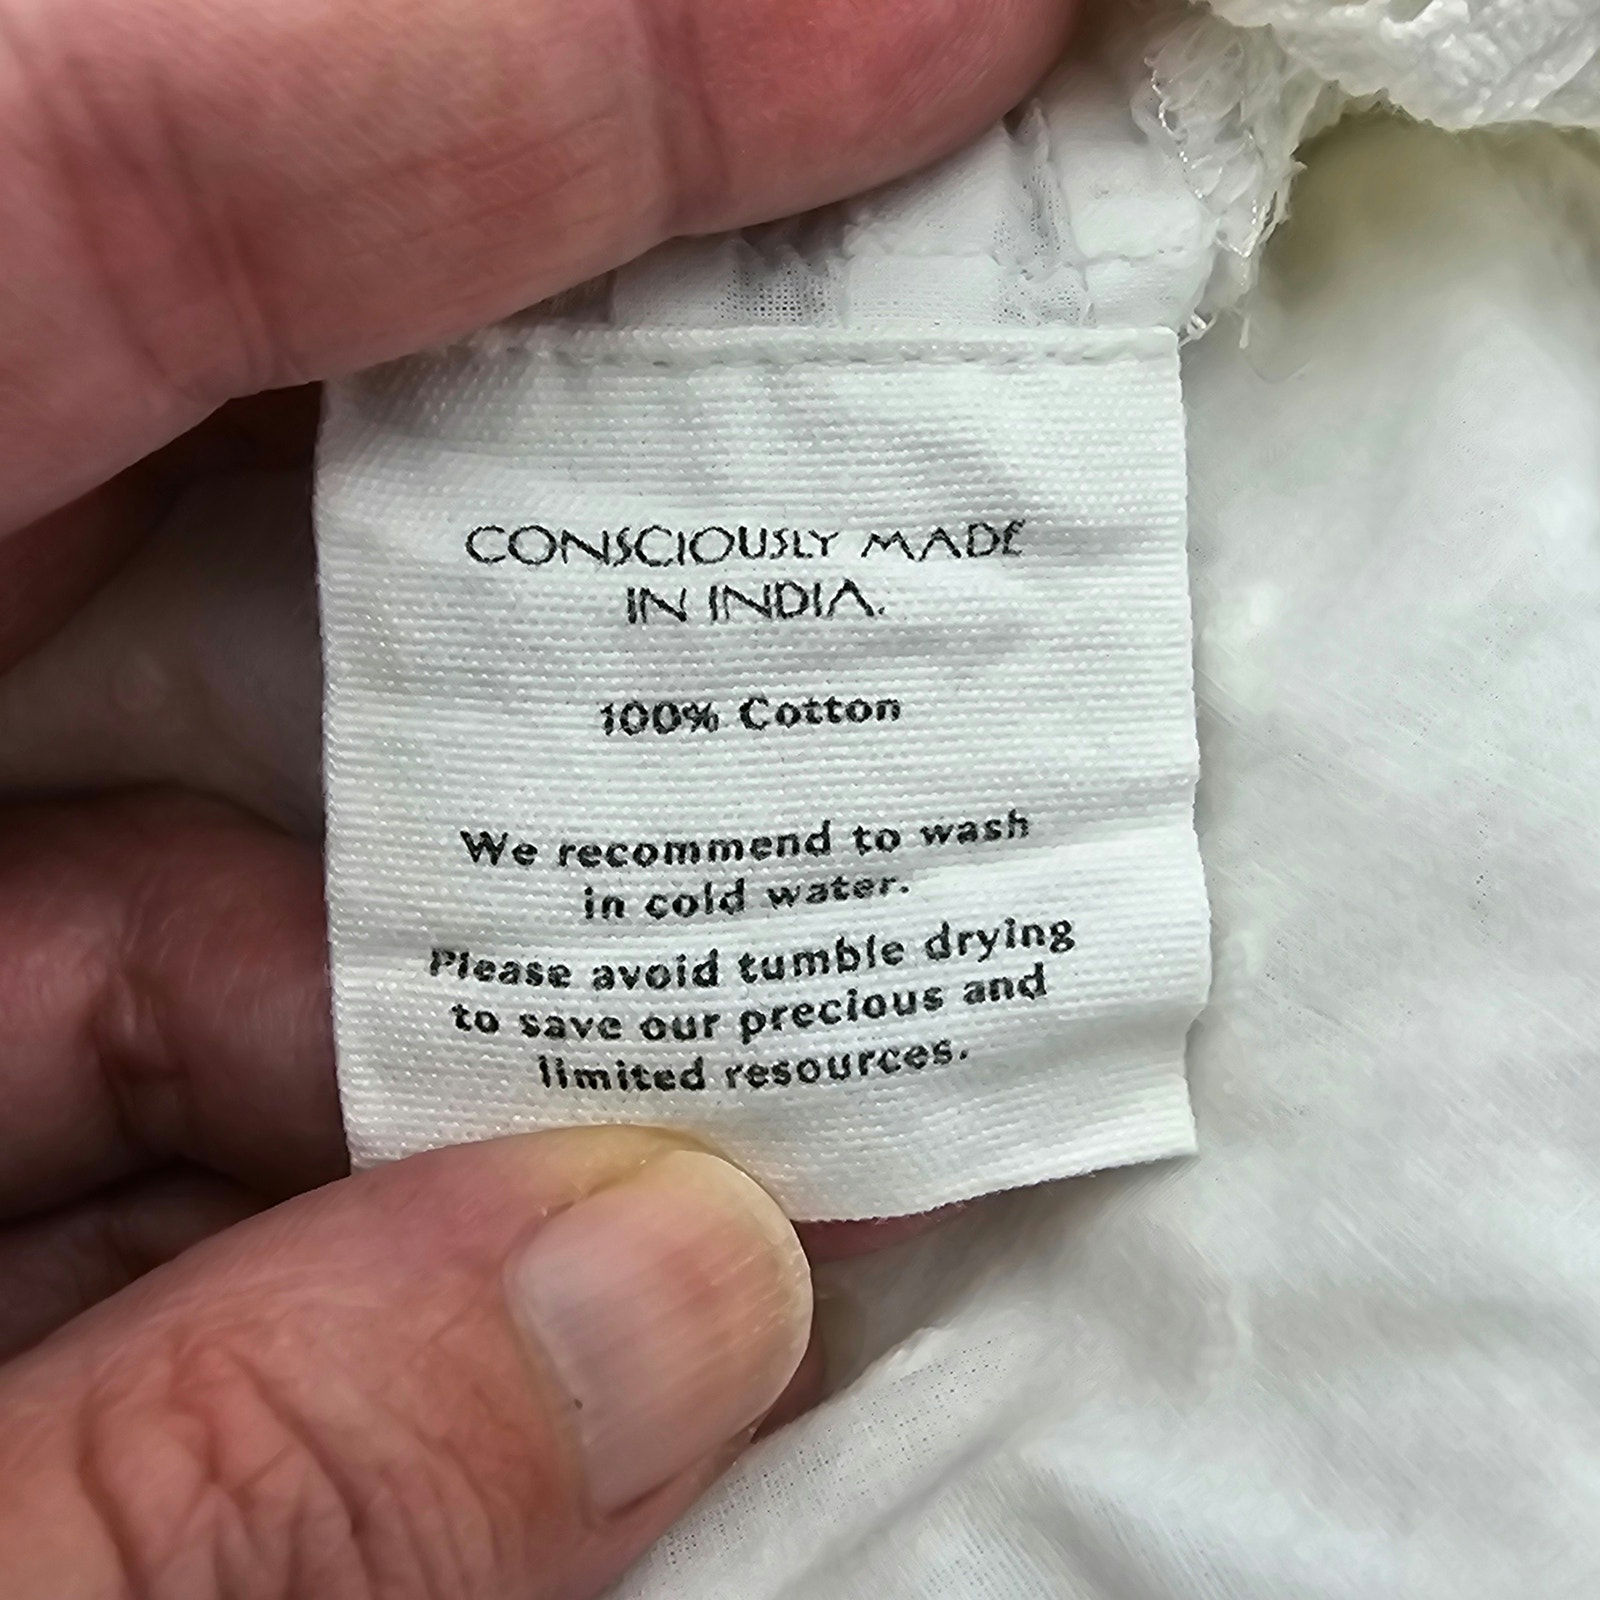 CONSCIOUSLY MADE
IN INDIA.
100% Cotton
We recommend to wash
in cold water.
Please avoid tumble drying
to save our precious and
limited resources.